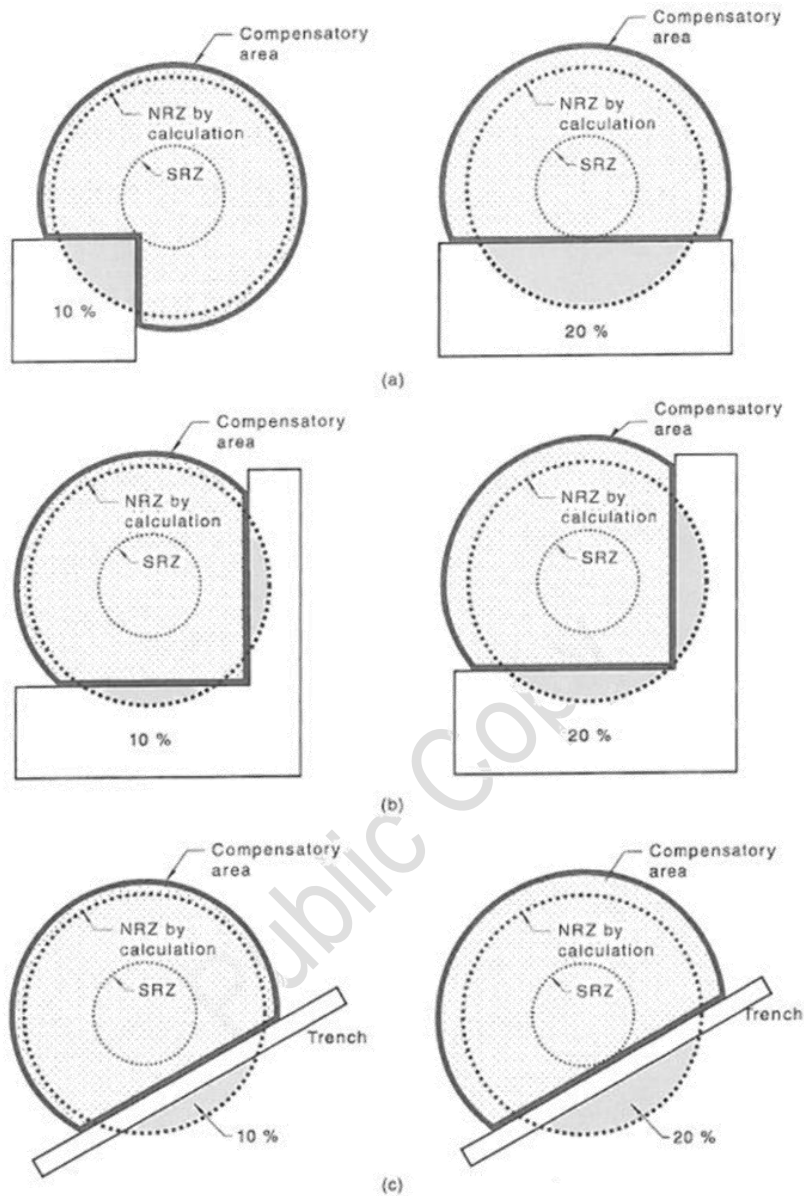 Compensatory
area
NRZ by
calculation
SRZ
10 %
Compensatory
area
NRZ by
calculation
SRZ
20 %
(a)
Compensatory
area
NRZ by
calculation
SRZ
10 %
Compensatory
area
NRZ by
calculation
SRZ
20 %
(b)
Compensatory
area
NRZ by
calculation
SRZ
Trench
10 %
Compensatory
area
NRZ by
calculation
SRZ
Trench
20 %
(c)
Public Cop